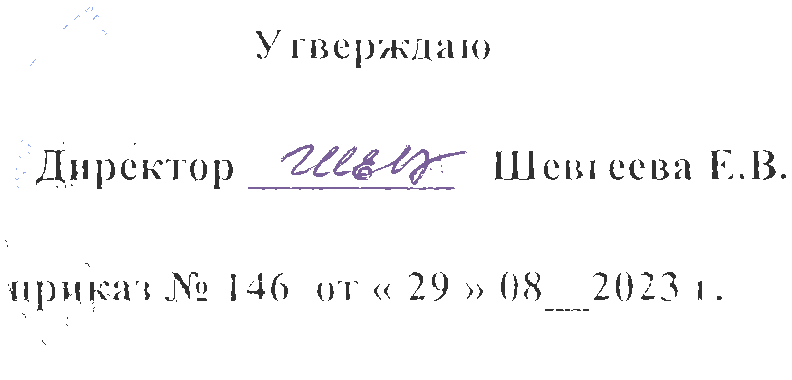 Утверждаю
Директор Шевгеева Е.В.
приказ № 146 от « 29 » 08__2023 г.